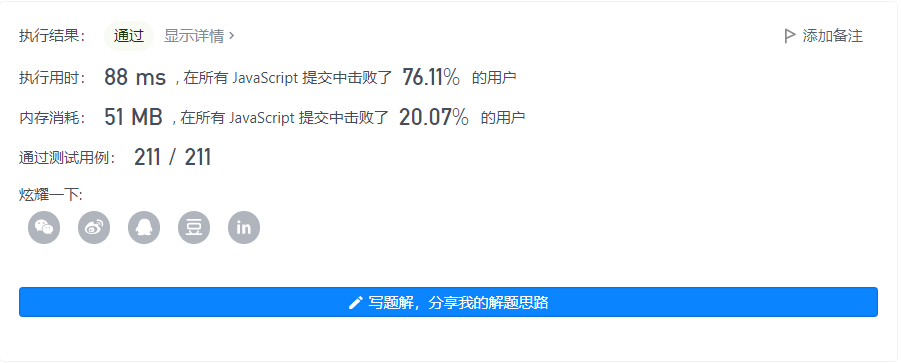 执行结果： 通过 显示详情 › 添加备注
执行用时： 88 ms , 在所有 JavaScript 提交中击败了 76.11% 的用户
内存消耗： 51 MB , 在所有 JavaScript 提交中击败了 20.07% 的用户
通过测试用例： 211 / 211
炫耀一下:
豆 in
写题解，分享我的解题思路